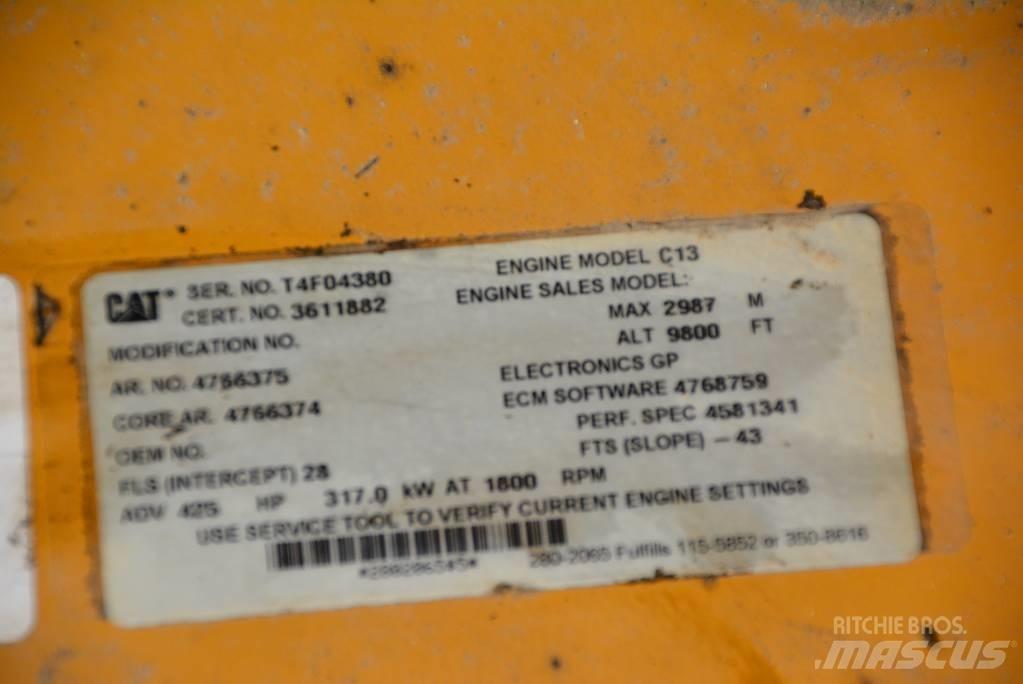 CAT® SER. NO. T4F04380 ENGINE MODEL C13
CERT. NO. 3611882 ENGINE SALES MODEL:
MODIFICATION NO. MAX 2987 M
ALT 9800 FT
AR. NO. 4766375 ELECTRONICS GP
CORE AR. 4766374 ECM SOFTWARE 4768759
OEM NO. PERF. SPEC 4581341
FLS (INTERCEPT) 28 FTS (SLOPE) -43
ADV 425 HP 317.0 kW AT 1800 RPM
USE SERVICE TOOL TO VERIFY CURRENT ENGINE SETTINGS
280-2065 Fulfills 115-5852 or 350-8616
RITCHIE BROS.
MASCUS